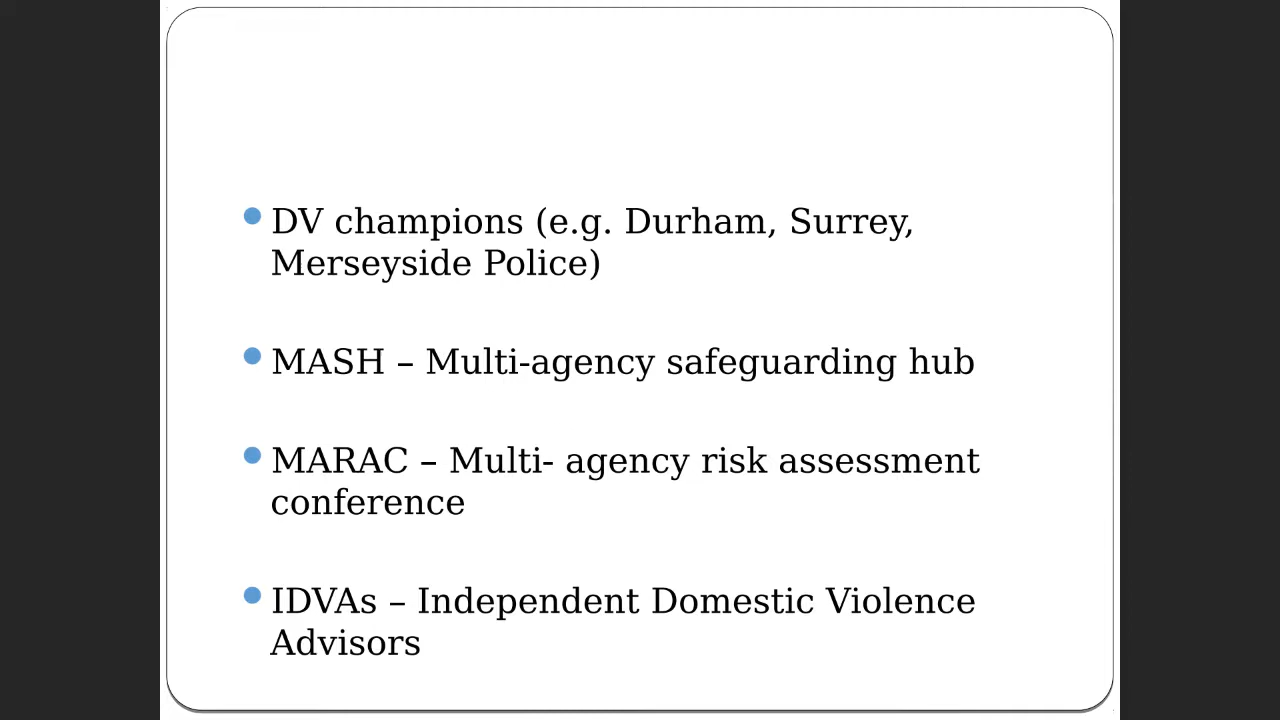 DV champions (e.g. Durham, Surrey,
Merseyside Police)
MASH – Multi-agency safeguarding hub
MARAC – Multi- agency risk assessment
conference
IDVAs – Independent Domestic Violence
Advisors